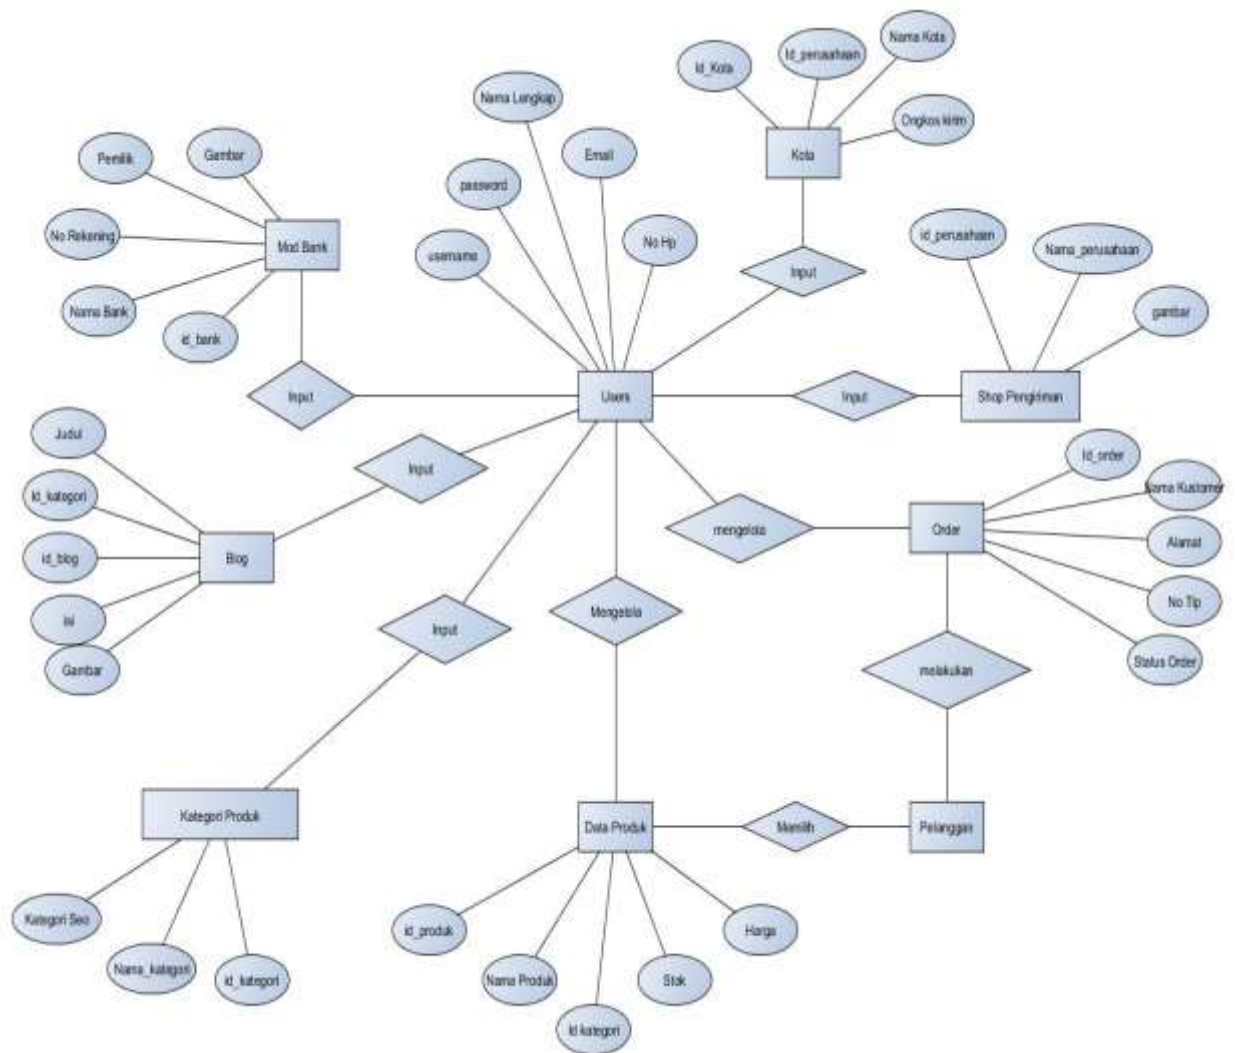 Nama Kota
Id_perusahaan
Id_Kota
Nama Lengkap
Ongkos kirim
Gambar
Email
Kota
Pemilik
password
No Rekening
Mod Bank
No Hp
id_perusahaan
Nama_perusahaan
username
Input
Nama Bank
gambar
id_bank
Input
Users
Input
Shop Pengiriman
Judul
Id_order
Input
Id_kategori
Nama Kustomer
mengelola
Order
Alamat
id_blog
Blog
No Tlp
Mengelola
isi
Input
Status Order
Gambar
melakukan
Kategori Produk
Data Produk
Memilih
Pelanggan
Kategori Seo
id_produk
Harga
Nama_kategori
id_kategori
Nama Produk
Stok
Id kategori